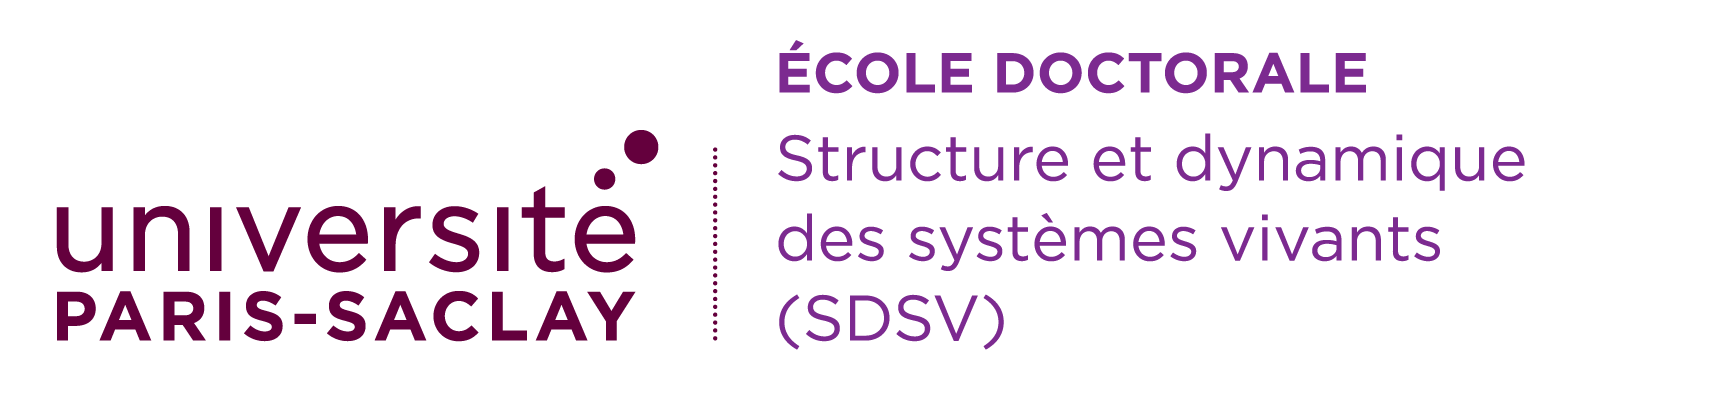 université
PARIS-SACLAY
ÉCOLE DOCTORALE
Structure et dynamique
des systèmes vivants
(SDSV)